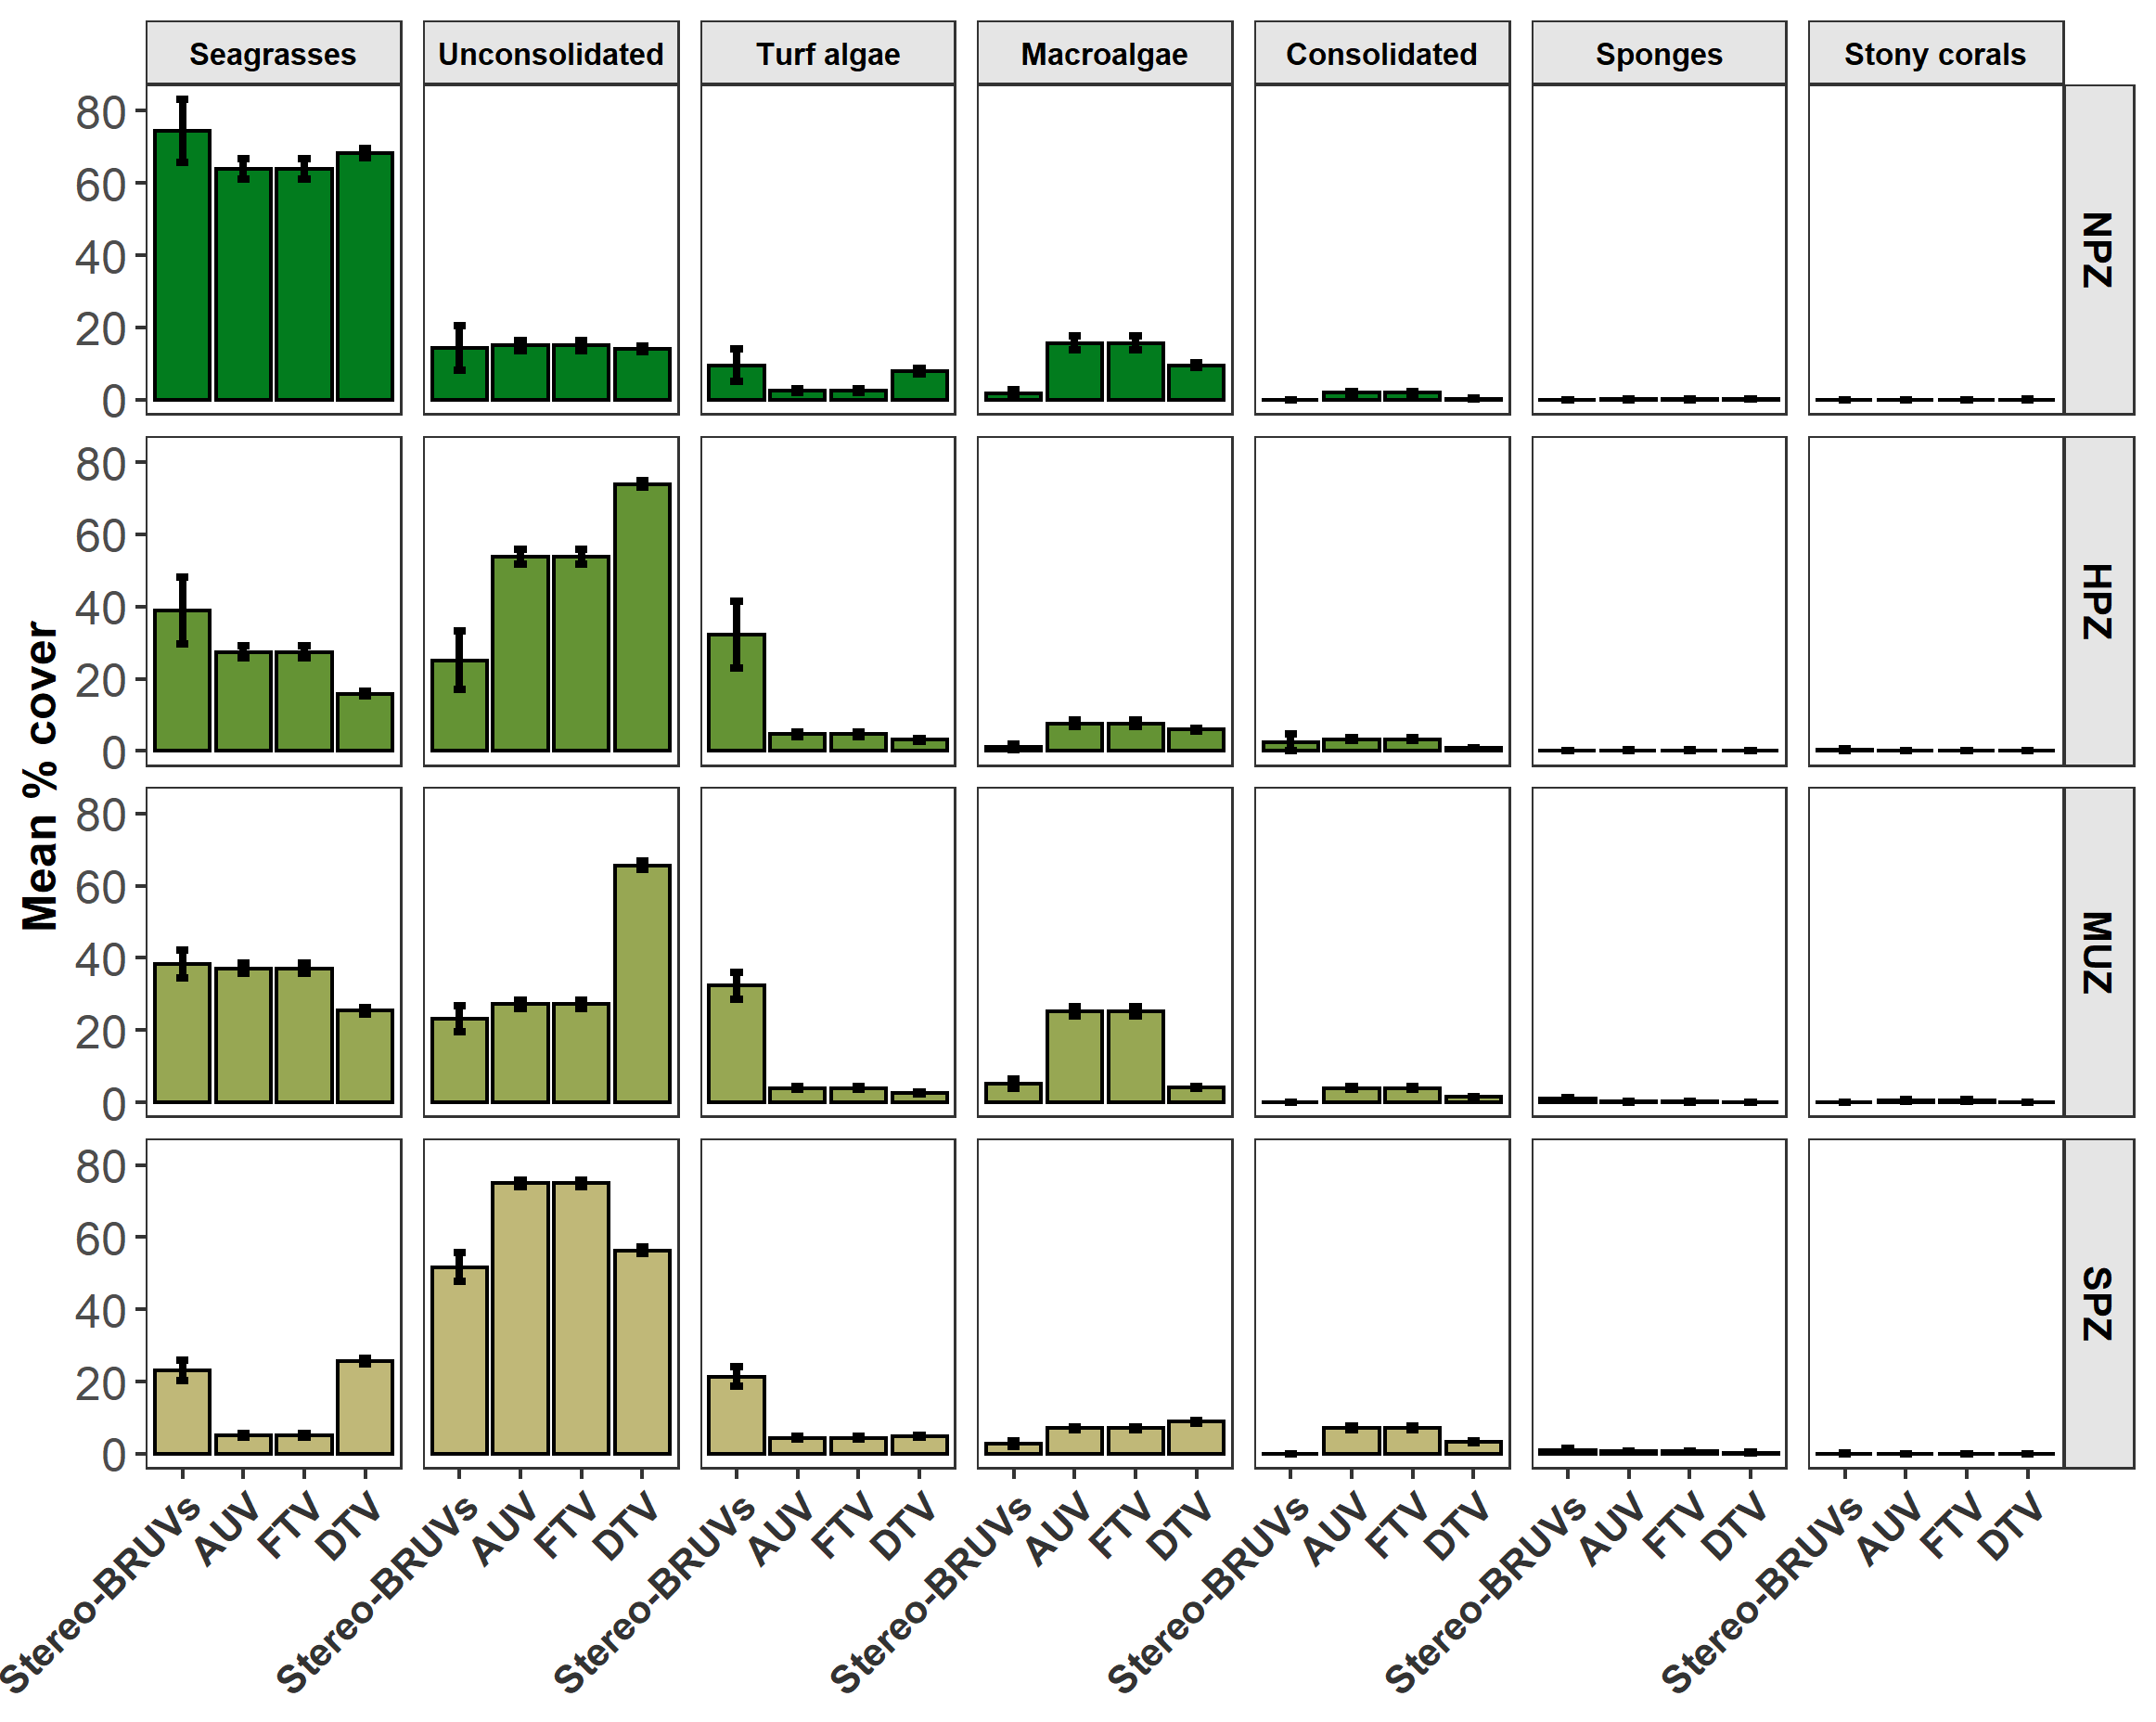 Seagrasses Unconsolidated Turf algae Macroalgae Consolidated Sponges Stony corals
80
60
40
20
0
NPZ
80
60
40
20
0
HPZ
80
60
40
20
0
MUZ
80
60
40
20
0
SPZ
Mean % cover
Stereo-BRUVs AUV FTV DTV Stereo-BRUVs AUV FTV DTV Stereo-BRUVs AUV FTV DTV Stereo-BRUVs AUV FTV DTV Stereo-BRUVs AUV FTV DTV Stereo-BRUVs AUV FTV DTV Stereo-BRUVs AUV FTV DTV